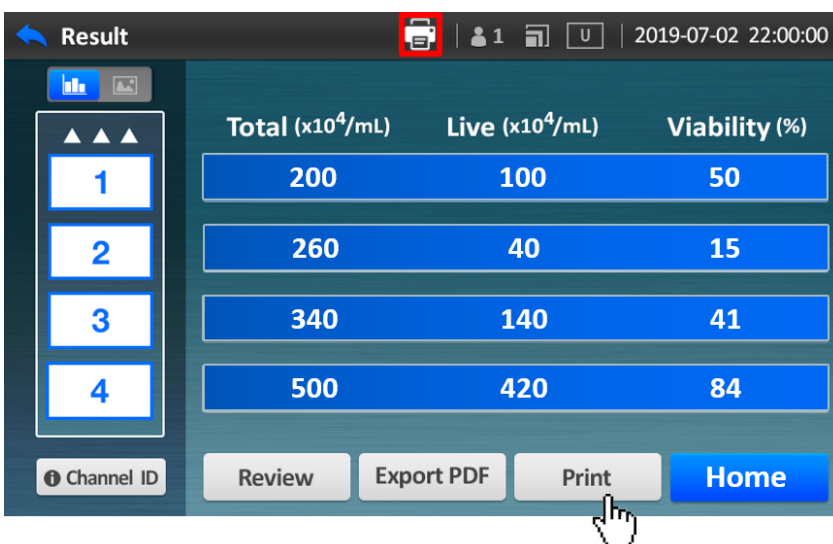 Result 1 U 2019-07-02 22:00:00
Total (x10⁴/mL) Live (x10⁴/mL) Viability (%)
1 200 100 50
2 260 40 15
3 340 140 41
4 500 420 84
Channel ID Review Export PDF Print Home